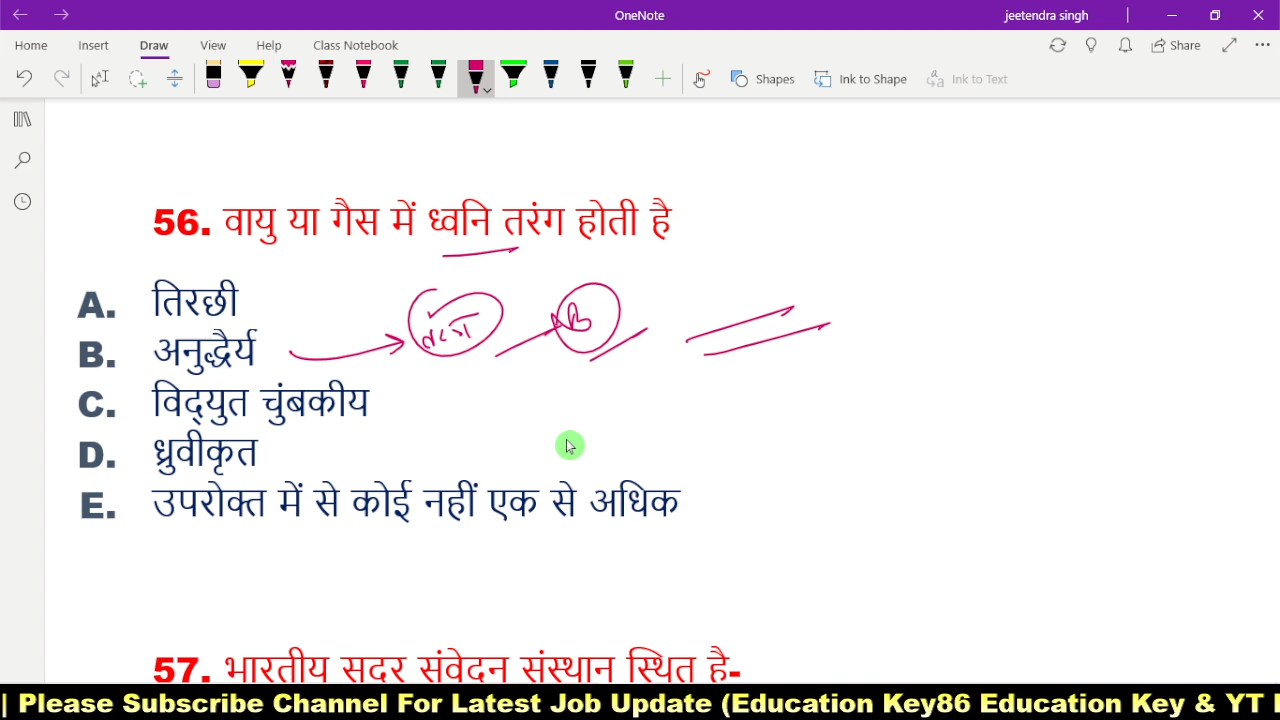 OneNote
jeetendra singh
Home Insert Draw View Help Class Notebook
Share
Shapes
Ink to Shape
Ink to Text
56. वायु या गैस में ध्वनि तरंग होती है
A. तिरछी
B. अनुद्धैर्य
तरंग
B
C. विद्युत चुंबकीय
D. ध्रुवीकृत
E. उपरोक्त में से कोई नहीं एक से अधिक
57. भारतीय सुदूर संवेदन संस्थान स्थित है-
| Please Subscribe Channel For Latest Job Update (Education Key86 Education Key & YT